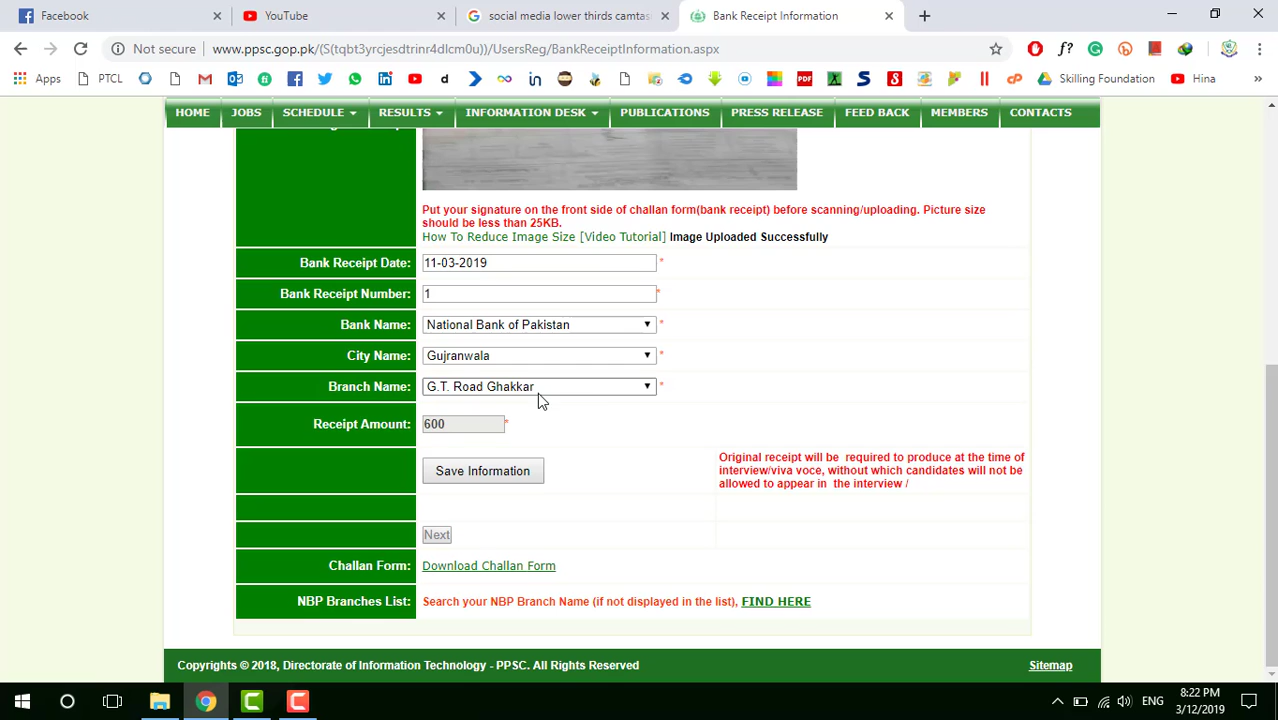 Facebook
YouTube
social media lower thirds camtas
Bank Receipt Information
Not secure
www.ppsc.gop.pk/(S(tqbt3yrcjesdtrinr4dlcm0u))/UsersReg/BankReceiptInformation.aspx
Apps
PTCL
Skilling Foundation
Hina
HOME
JOBS
SCHEDULE
RESULTS
INFORMATION DESK
PUBLICATIONS
PRESS RELEASE
FEED BACK
MEMBERS
CONTACTS
Put your signature on the front side of challan form(bank receipt) before scanning/uploading. Picture size
should be less than 25KB.
How To Reduce Image Size [Video Tutorial] Image Uploaded Successfully
Bank Receipt Date: 11-03-2019 *
Bank Receipt Number: 1 *
Bank Name: National Bank of Pakistan *
City Name: Gujranwala *
Branch Name: G.T. Road Ghakkar *
Receipt Amount: 600 *
Save Information
Original receipt will be required to produce at the time of
interview/viva voce, without which candidates will not be
allowed to appear in the interview /
Next
Challan Form: Download Challan Form
NBP Branches List: Search your NBP Branch Name (if not displayed in the list), FIND HERE
Copyrights © 2018, Directorate of Information Technology - PPSC. All Rights Reserved
Sitemap
ENG
8:22 PM
3/12/2019